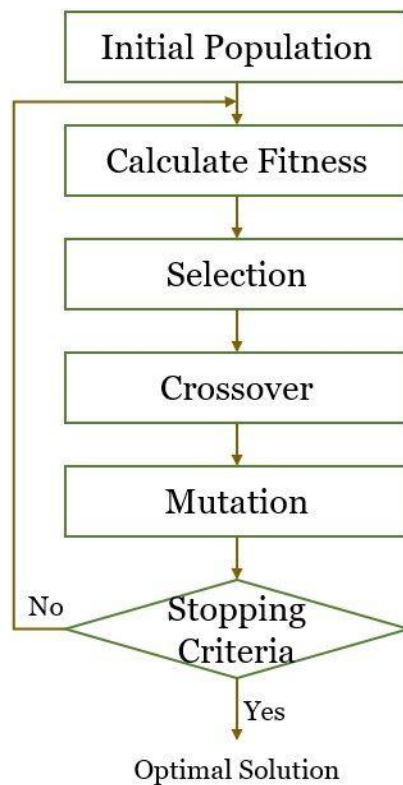 Initial Population
Calculate Fitness
Selection
Crossover
Mutation
Stopping
Criteria
No
Yes
Optimal Solution